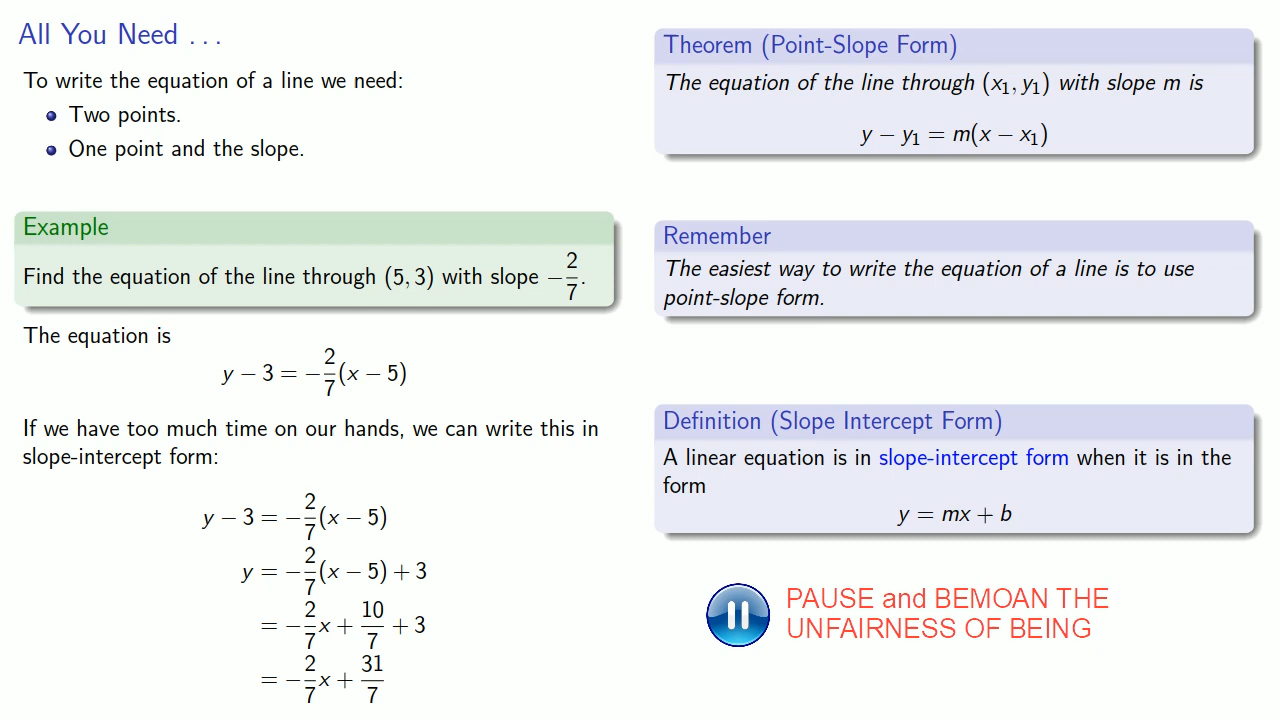 All You Need ...
To write the equation of a line we need:
Two points.
One point and the slope.
Example
Find the equation of the line through (5, 3) with slope −2/7.
The equation is
y − 3 = −2/7(x − 5)
If we have too much time on our hands, we can write this in
slope-intercept form:
y − 3 = −2/7(x − 5)
y = −2/7(x − 5) + 3
= −2/7x + 10/7 + 3
= −2/7x + 31/7
Theorem (Point-Slope Form)
The equation of the line through (x₁, y₁) with slope m is
y − y₁ = m(x − x₁)
Remember
The easiest way to write the equation of a line is to use
point-slope form.
Definition (Slope Intercept Form)
A linear equation is in slope-intercept form when it is in the
form
y = mx + b
PAUSE and BEMOAN THE
UNFAIRNESS OF BEING